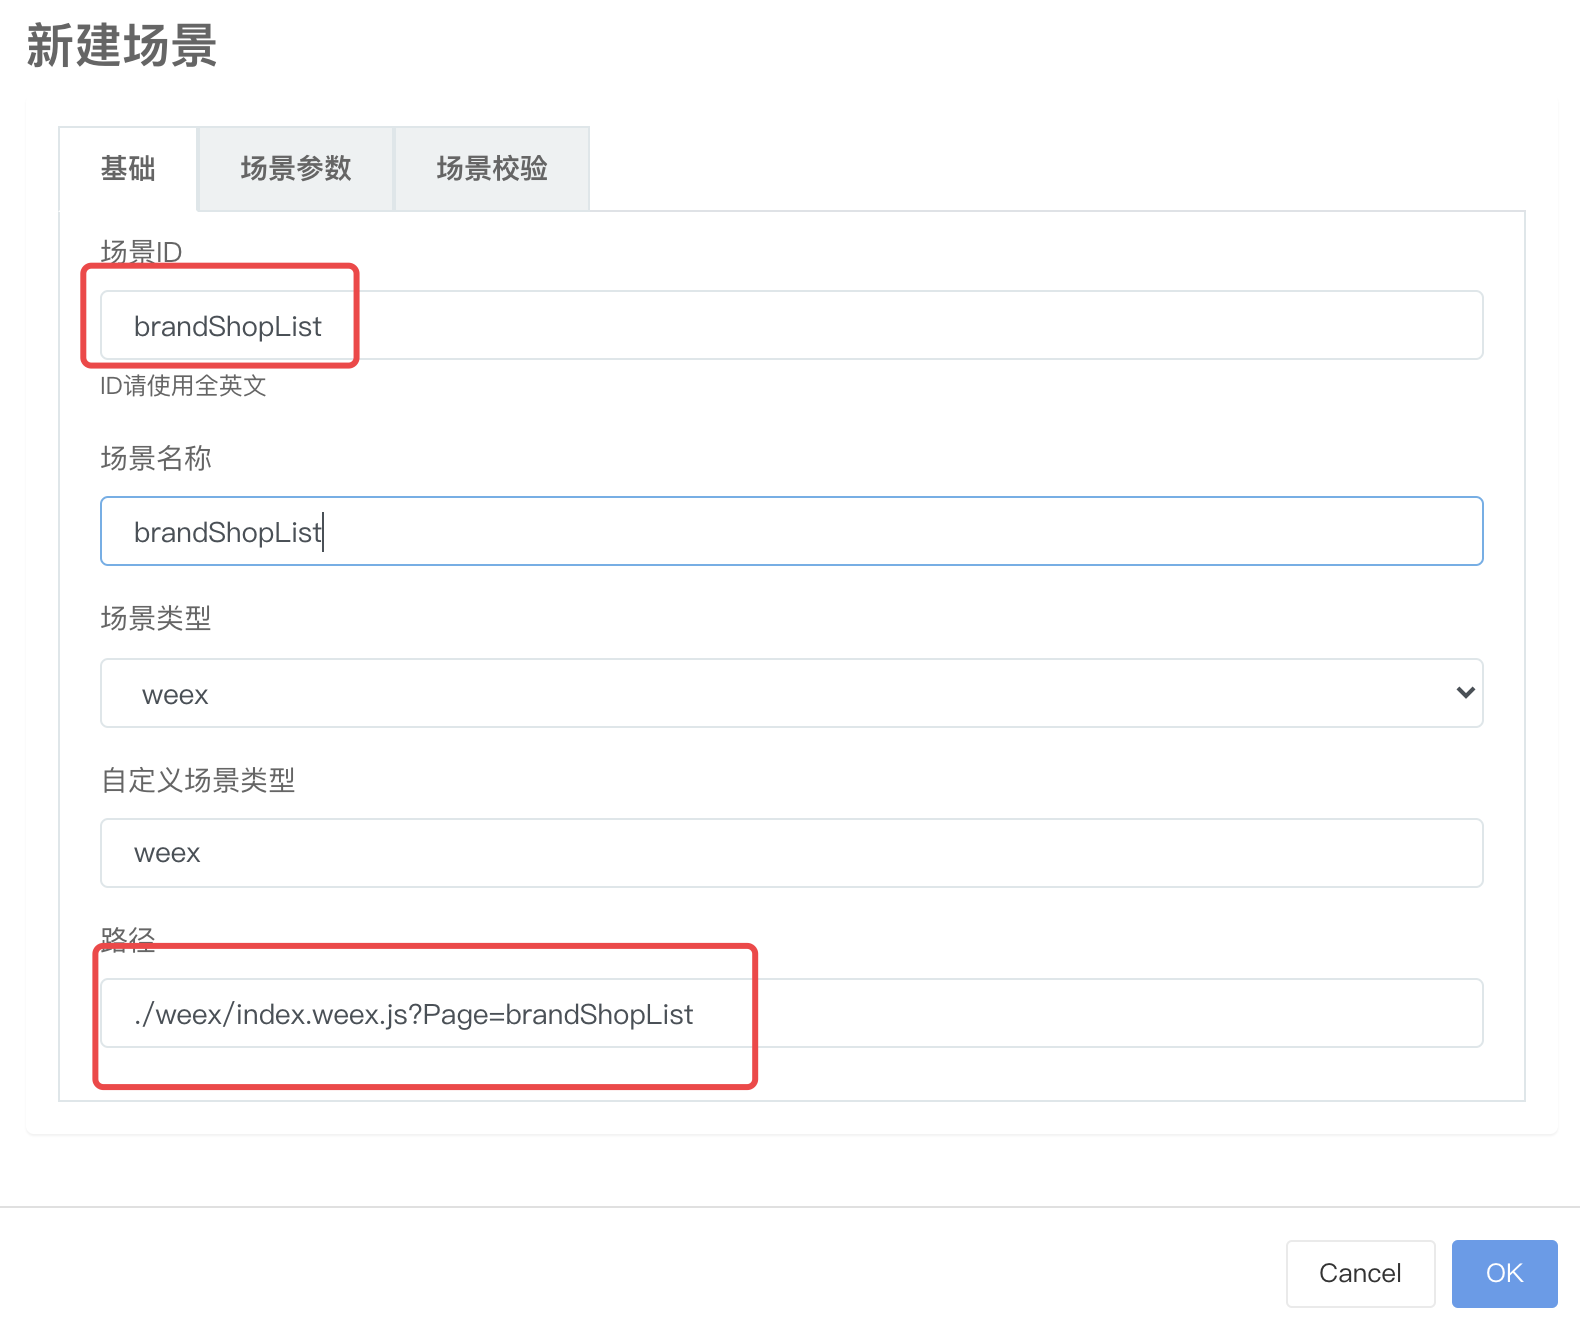 新建场景
基础
场景参数
场景校验
场景ID
brandShopList
ID请使用全英文
场景名称
brandShopList
场景类型
weex
自定义场景类型
weex
路径
./weex/index.weex.js?Page=brandShopList
Cancel
OK